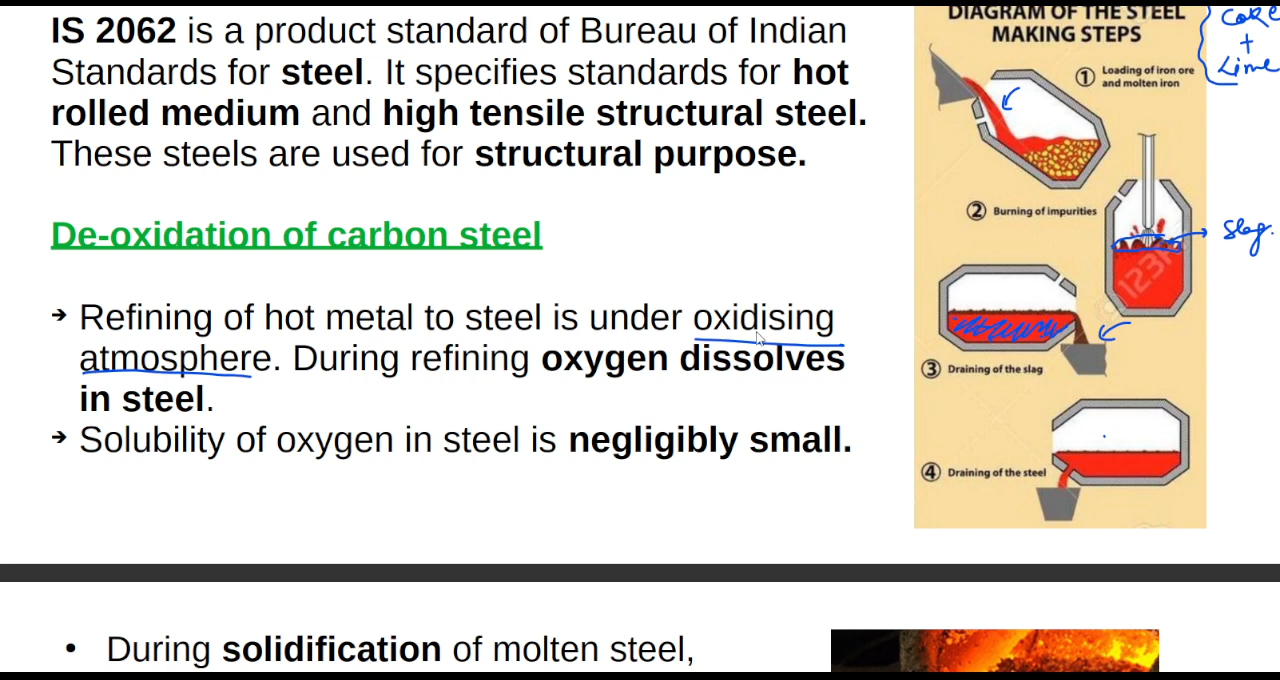 IS 2062 is a product standard of Bureau of Indian
Standards for steel. It specifies standards for hot
rolled medium and high tensile structural steel.
These steels are used for structural purpose.
De-oxidation of carbon steel
➔ Refining of hot metal to steel is under oxidising
atmosphere. During refining oxygen dissolves
in steel.
➔ Solubility of oxygen in steel is negligibly small.
DIAGRAM OF THE STEEL
MAKING STEPS
1 Loading of iron ore
and molten iron
2 Burning of impurities
3 Draining of the slag
4 Draining of the steel
Coke
+
Lime
Slag.
123R
• During solidification of molten steel,